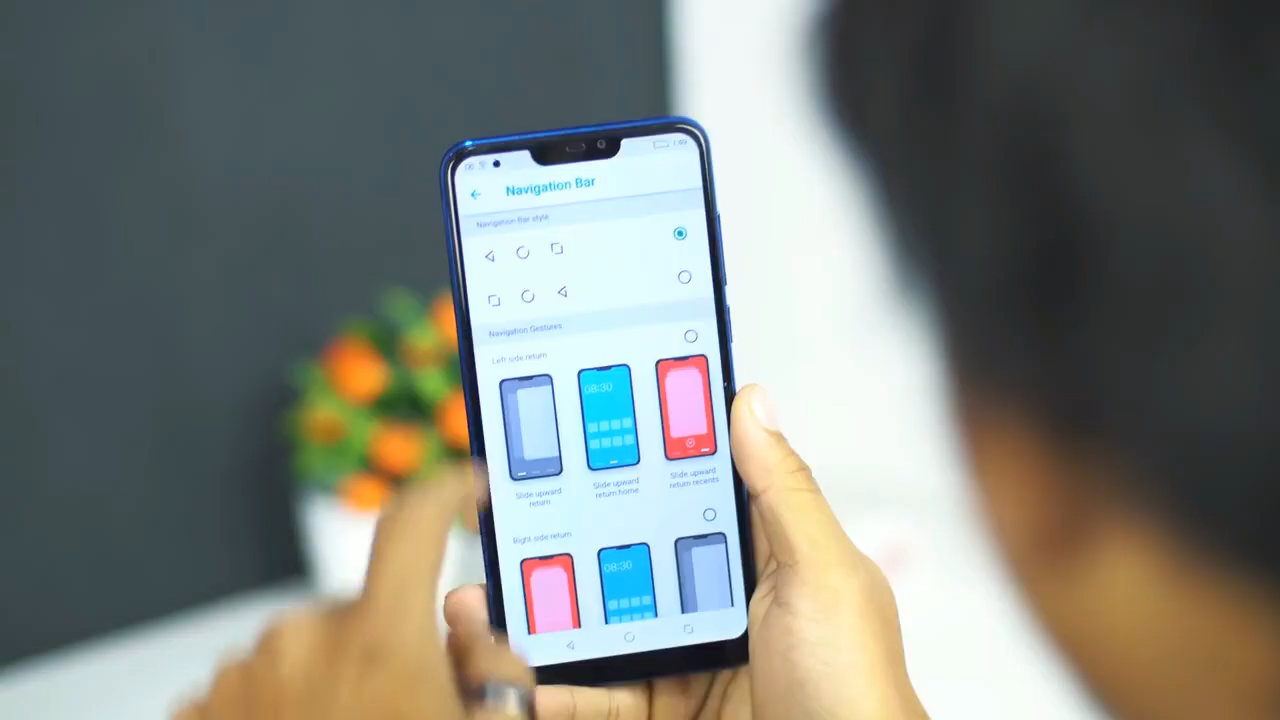 Navigation Bar
Navigation Bar style
Navigation Gestures
Left side return
08:30
Slide upward return
Slide upward return home
Slide upward return recents
Right side return
08:30